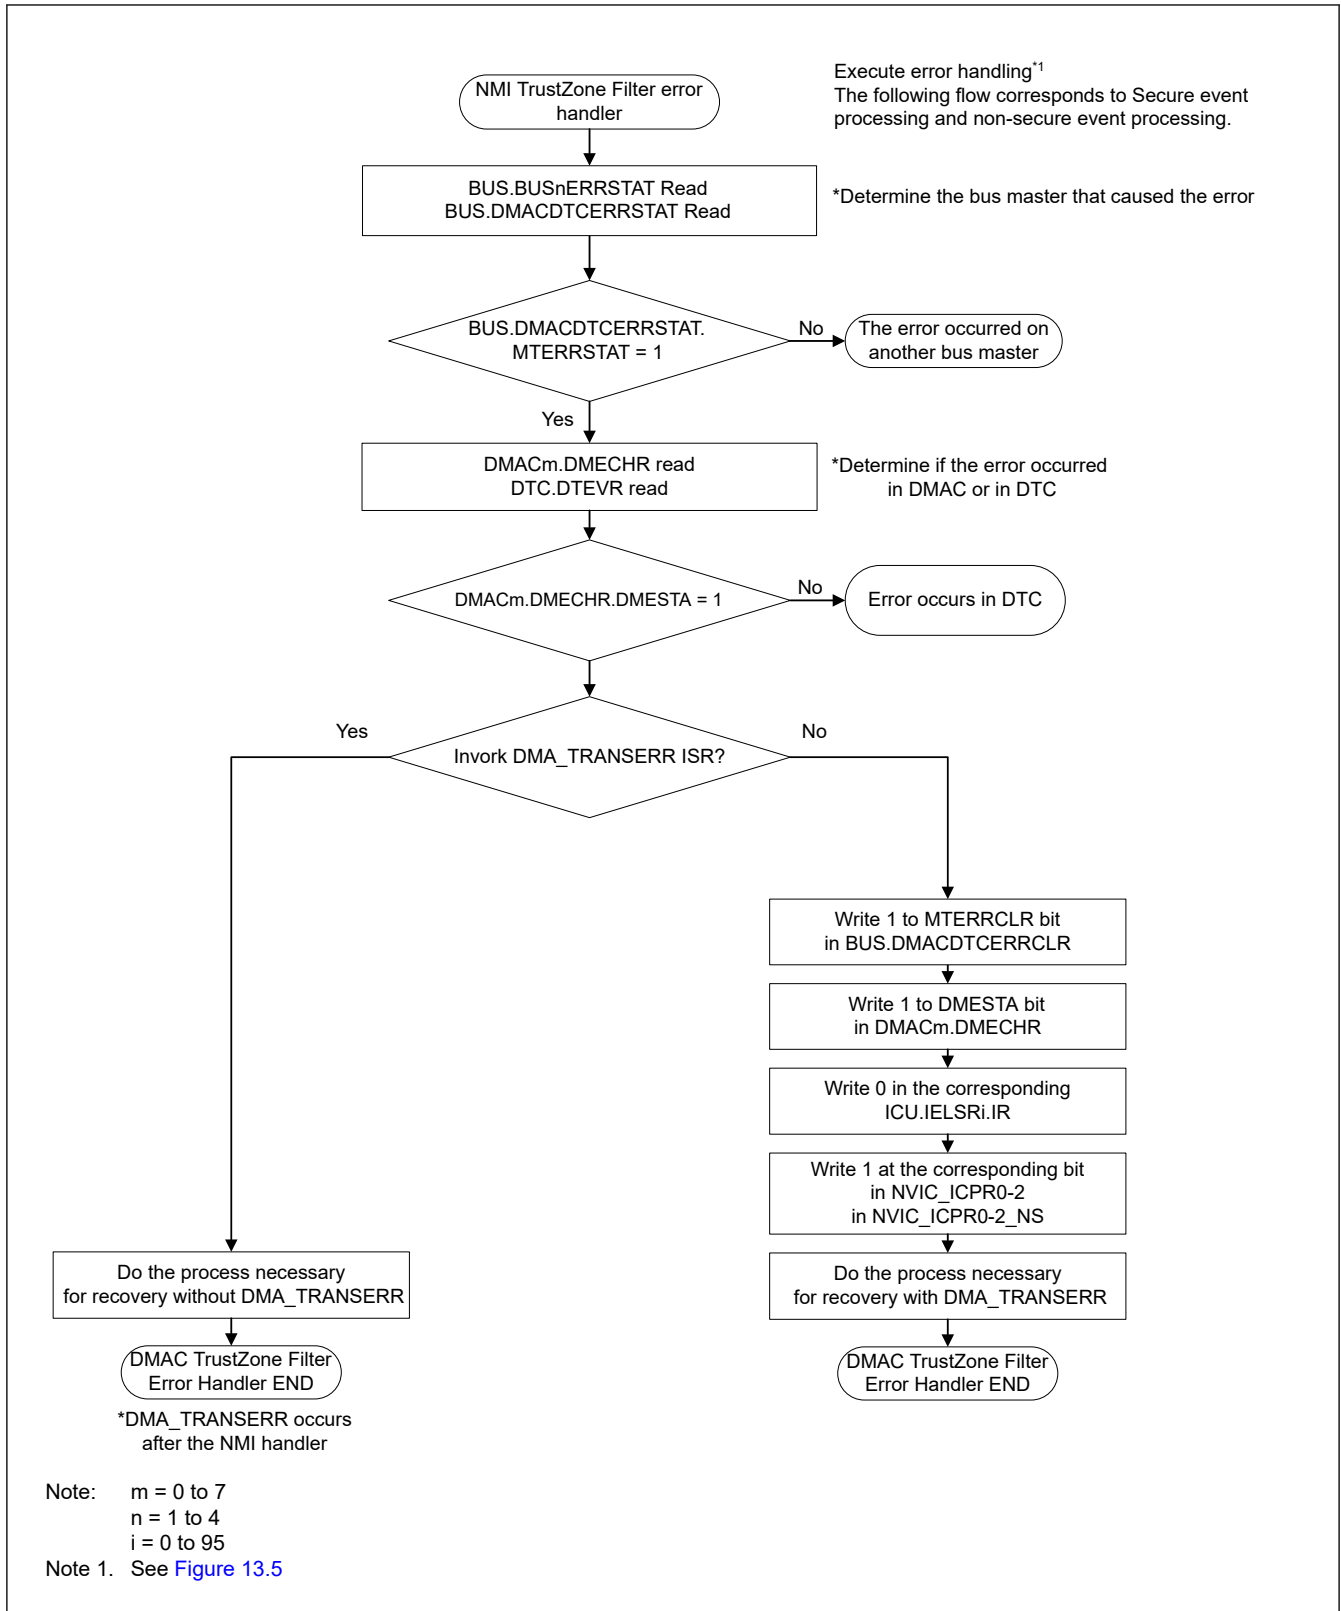 NMI TrustZone Filter error
handler
Execute error handling*1
The following flow corresponds to Secure event
processing and non-secure event processing.
BUS.BUSnERRSTAT Read
BUS.DMACDTCERRSTAT Read
*Determine the bus master that caused the error
BUS.DMACDTCERRSTAT.
MTERRSTAT = 1
No
The error occurred on
another bus master
Yes
DMACm.DMECHR read
DTC.DTEVR read
*Determine if the error occurred
in DMAC or in DTC
DMACm.DMECHR.DMESTA = 1
No
Error occurs in DTC
Yes
Invork DMA_TRANSERR ISR?
No
Write 1 to MTERRCLR bit
in BUS.DMACDTCERRCLR
Write 1 to DMESTA bit
in DMACm.DMECHR
Write 0 in the corresponding
ICU.IELSRi.IR
Write 1 at the corresponding bit
in NVIC_ICPR0-2
in NVIC_ICPR0-2_NS
Do the process necessary
for recovery without DMA_TRANSERR
Do the process necessary
for recovery with DMA_TRANSERR
DMAC TrustZone Filter
Error Handler END
DMAC TrustZone Filter
Error Handler END
*DMA_TRANSERR occurs
after the NMI handler
Note: m = 0 to 7
n = 1 to 4
i = 0 to 95
Note 1. See Figure 13.5